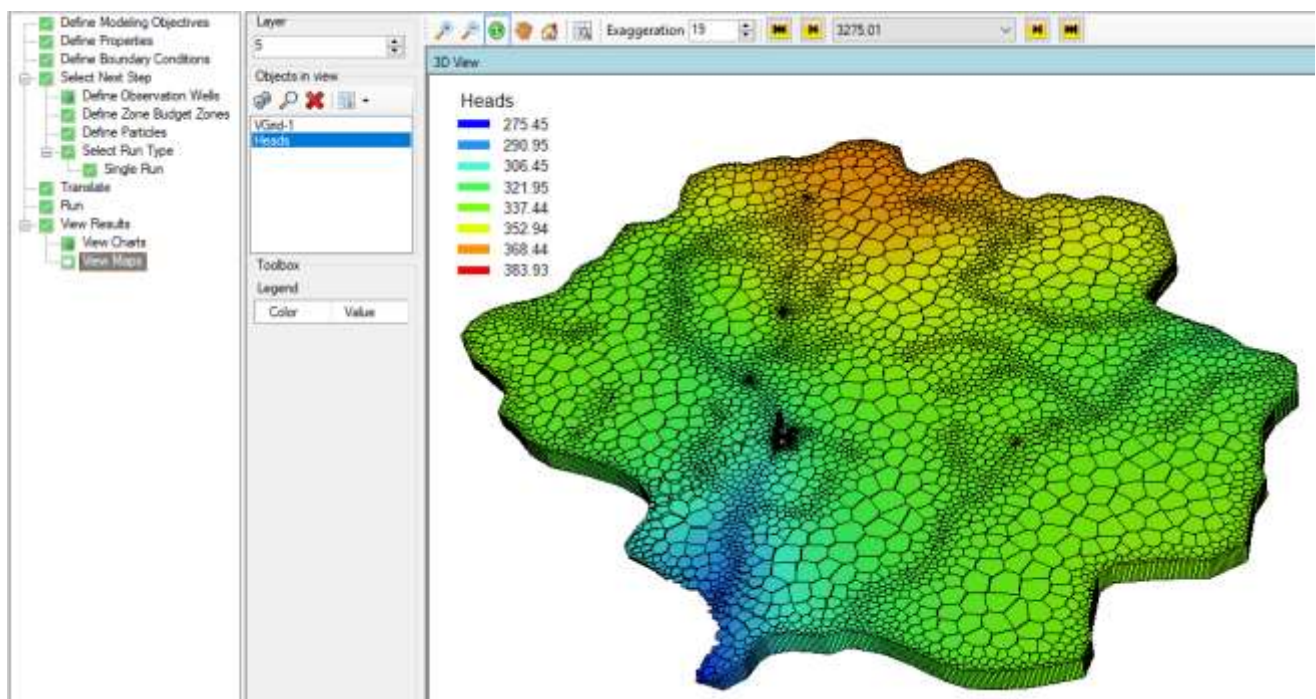 Define Modeling Objectives
Define Properties
Define Boundary Conditions
Select Next Step
Define Observation Wells
Define Zone Budget Zones
Define Particles
Select Run Type
Single Run
Translate
Run
View Results
View Charts
View Maps
Layer
5
Objects in view
VGrid-1
Heads
Toolbox
Legend
Color Value
Exaggeration 19
3275.01
3D View
Heads
275.45
290.95
306.45
321.95
337.44
352.94
368.44
383.93